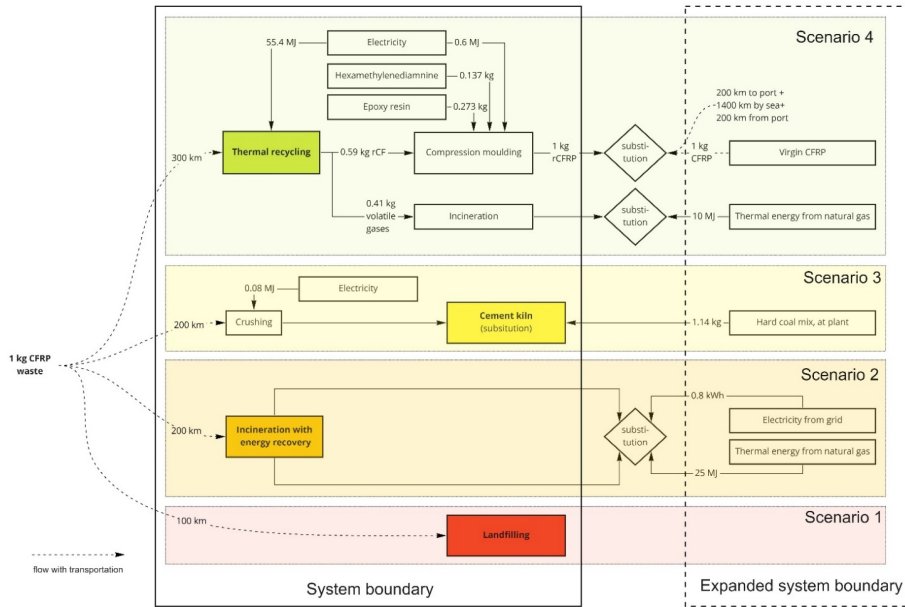 Scenario 4
55.4 MJ
Electricity
0.6 MJ
Hexamethylenediamnine
0.137 kg
Epoxy resin
0.273 kg
200 km to port +
1400 km by sea+
200 km from port
300 km
Thermal recycling
0.59 kg rCF
Compression moulding
1 kg
rCFRP
substi-
tution
1 kg
CFRP
Virgin CFRP
0.41 kg
volatile
gases
Incineration
substi-
tution
10 MJ
Thermal energy from natural gas
Scenario 3
0.08 MJ
Electricity
200 km
Crushing
Cement kiln
(subsitution)
1.14 kg
Hard coal mix, at plant
1 kg CFRP
waste
Scenario 2
0.8 kWh
Electricity from grid
200 km
Incineration with
energy recovery
substi-
tution
Thermal energy from natural gas
25 MJ
Scenario 1
100 km
Landfilling
flow with transportation
System boundary
Expanded system boundary